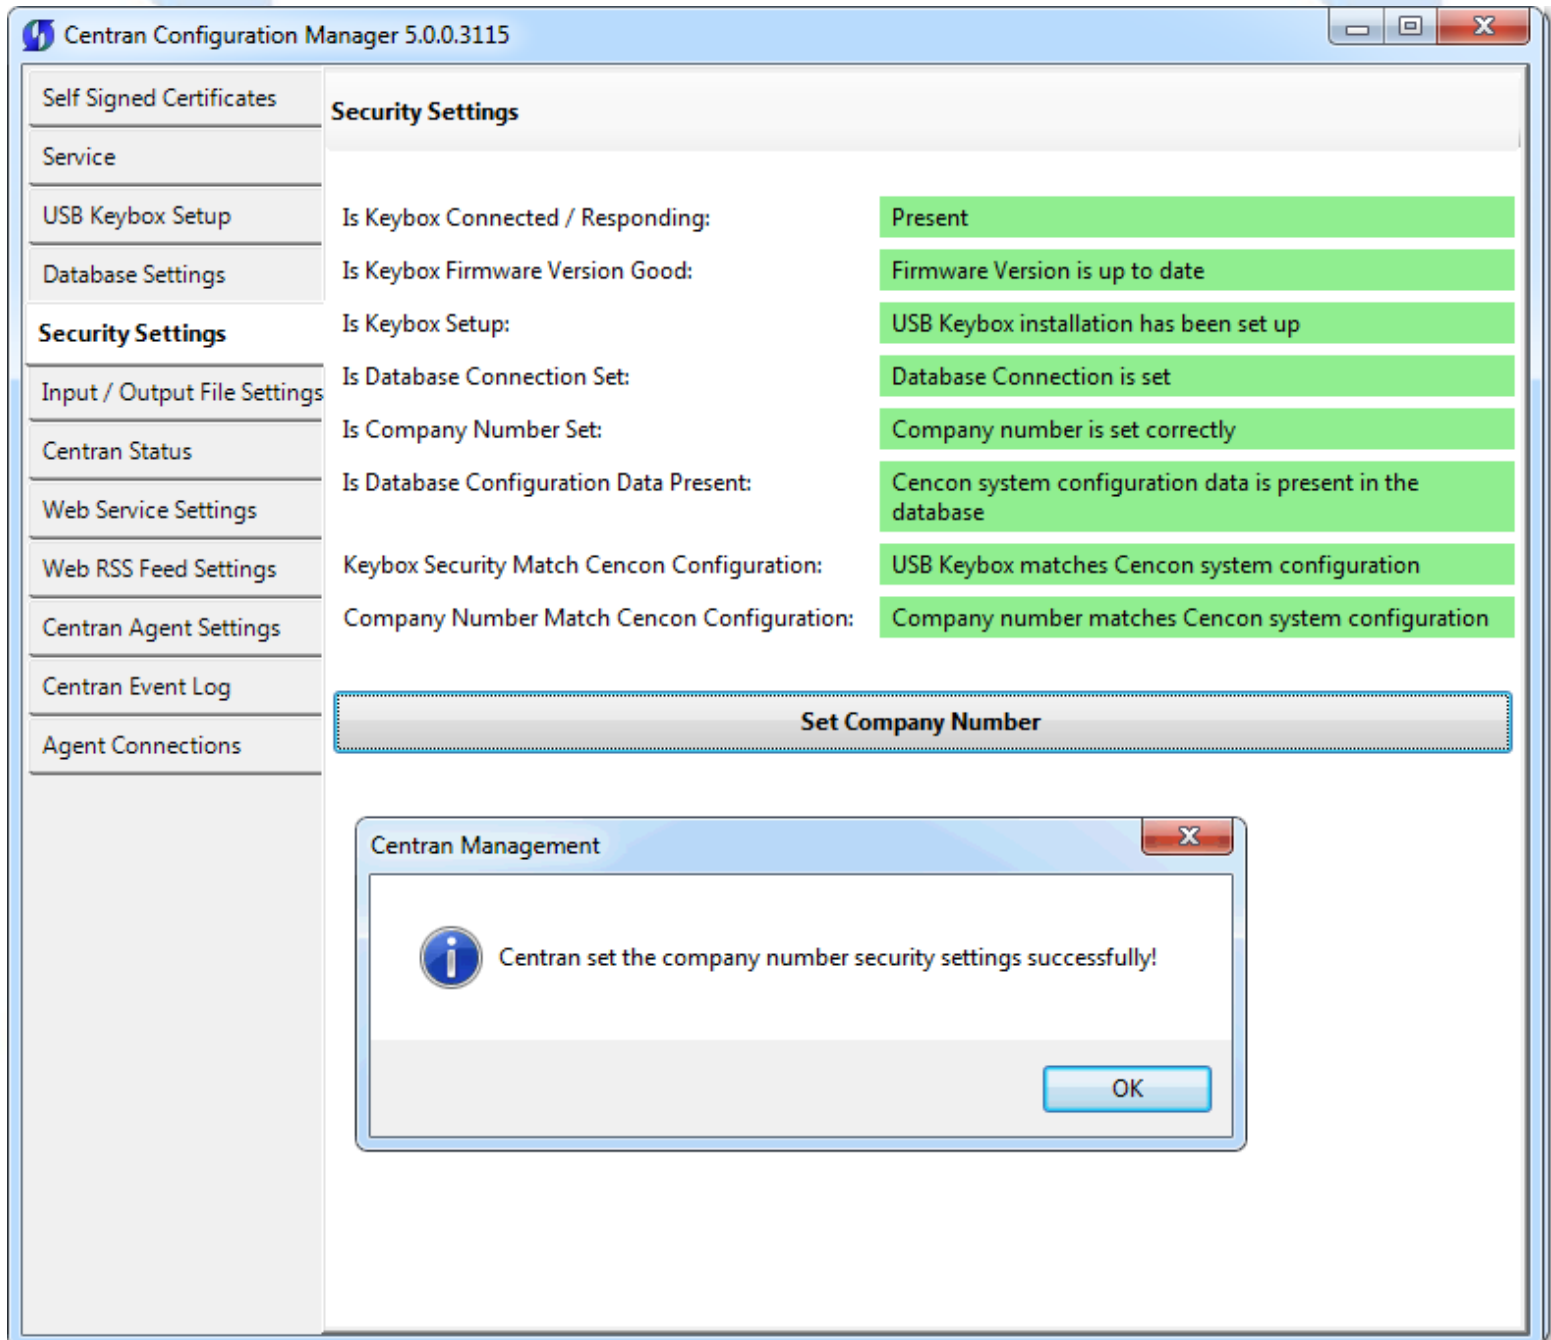 Centran Configuration Manager 5.0.0.3115
Self Signed Certificates
Service
USB Keybox Setup
Database Settings
Security Settings
Input / Output File Settings
Centran Status
Web Service Settings
Web RSS Feed Settings
Centran Agent Settings
Centran Event Log
Agent Connections
Security Settings
Is Keybox Connected / Responding: Present
Is Keybox Firmware Version Good: Firmware Version is up to date
Is Keybox Setup: USB Keybox installation has been set up
Is Database Connection Set: Database Connection is set
Is Company Number Set: Company number is set correctly
Is Database Configuration Data Present: Cencon system configuration data is present in the
database
Keybox Security Match Cencon Configuration: USB Keybox matches Cencon system configuration
Company Number Match Cencon Configuration: Company number matches Cencon system configuration
Set Company Number
Centran Management
Centran set the company number security settings successfully!
OK